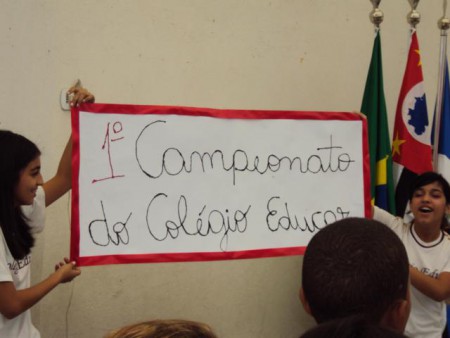 1º Campeonato
do Colégio Educar